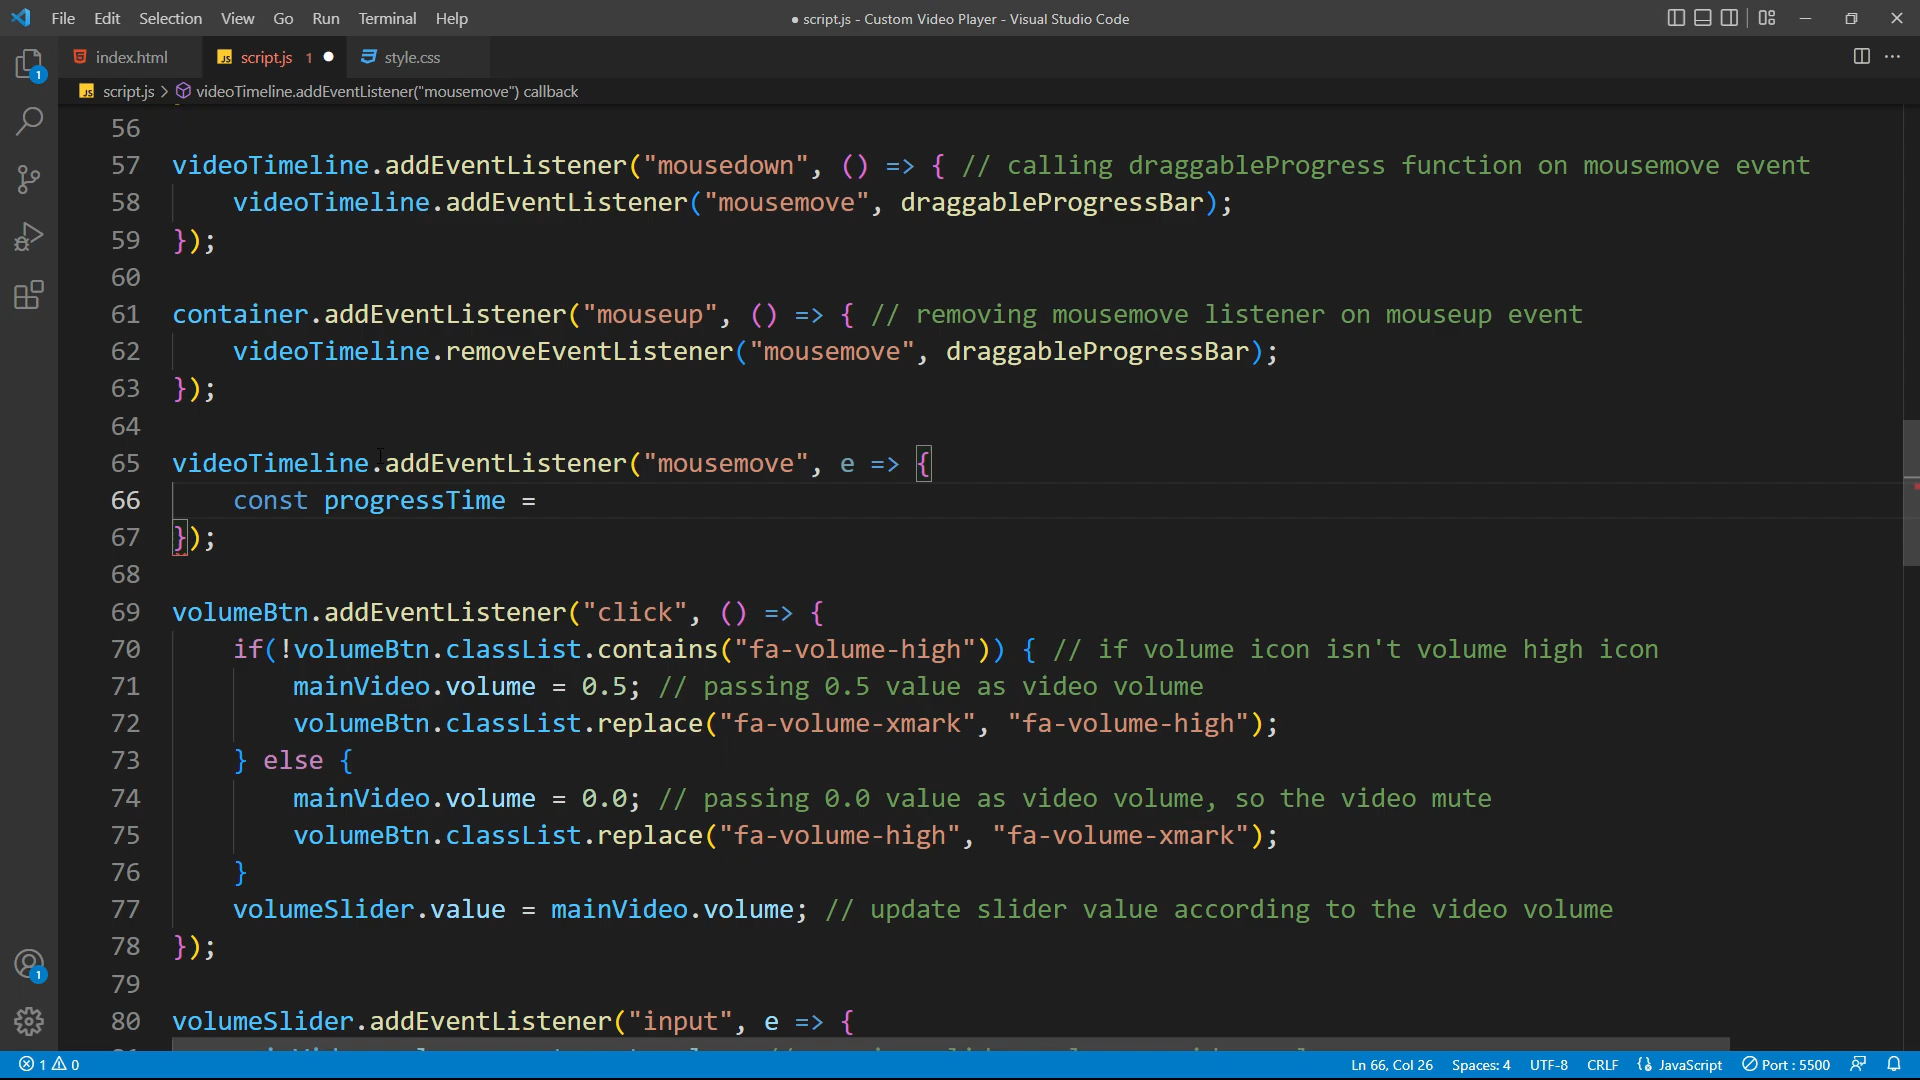 File Edit Selection View Go Run Terminal Help
● script.js - Custom Video Player - Visual Studio Code
index.html
JS script.js 1
style.css
JS script.js > videoTimeline.addEventListener("mousemove") callback
1
56
57 videoTimeline.addEventListener("mousedown", () => { // calling draggableProgress function on mousemove event
58 videoTimeline.addEventListener("mousemove", draggableProgressBar);
59 });
60
61 container.addEventListener("mouseup", () => { // removing mousemove listener on mouseup event
62 videoTimeline.removeEventListener("mousemove", draggableProgressBar);
63 });
64
65 videoTimeline.addEventListener("mousemove", e => {
66 const progressTime =
67 });
68
69 volumeBtn.addEventListener("click", () => {
70 if(!volumeBtn.classList.contains("fa-volume-high")) { // if volume icon isn't volume high icon
71 mainVideo.volume = 0.5; // passing 0.5 value as video volume
72 volumeBtn.classList.replace("fa-volume-xmark", "fa-volume-high");
73 } else {
74 mainVideo.volume = 0.0; // passing 0.0 value as video volume, so the video mute
75 volumeBtn.classList.replace("fa-volume-high", "fa-volume-xmark");
76 }
77 volumeSlider.value = mainVideo.volume; // update slider value according to the video volume
78 });
79
80 volumeSlider.addEventListener("input", e => {
1
1 0
Ln 66, Col 26 Spaces: 4 UTF-8 CRLF {} JavaScript Port : 5500